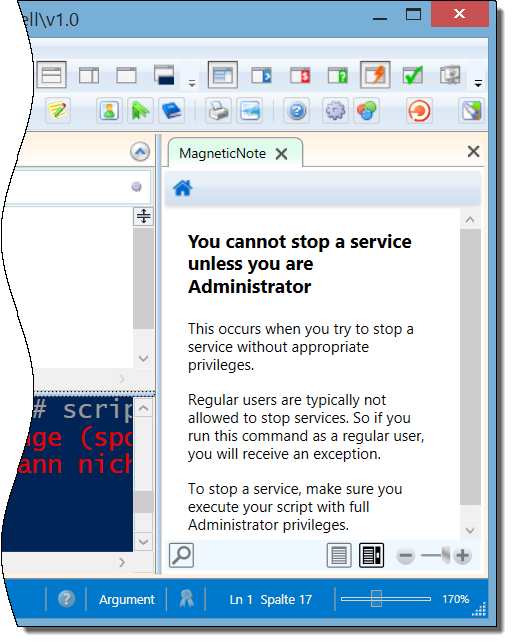 ell\v1.0
MagneticNote
You cannot stop a service
unless you are
Administrator
This occurs when you try to stop a
service without appropriate
privileges.
Regular users are typically not
allowed to stop services. So if you
run this command as a regular user,
you will receive an exception.
To stop a service, make sure you
execute your script with full
Administrator privileges.
# scrip
nge (spo
ann nich
Argument
Ln 1 Spalte 17
170%